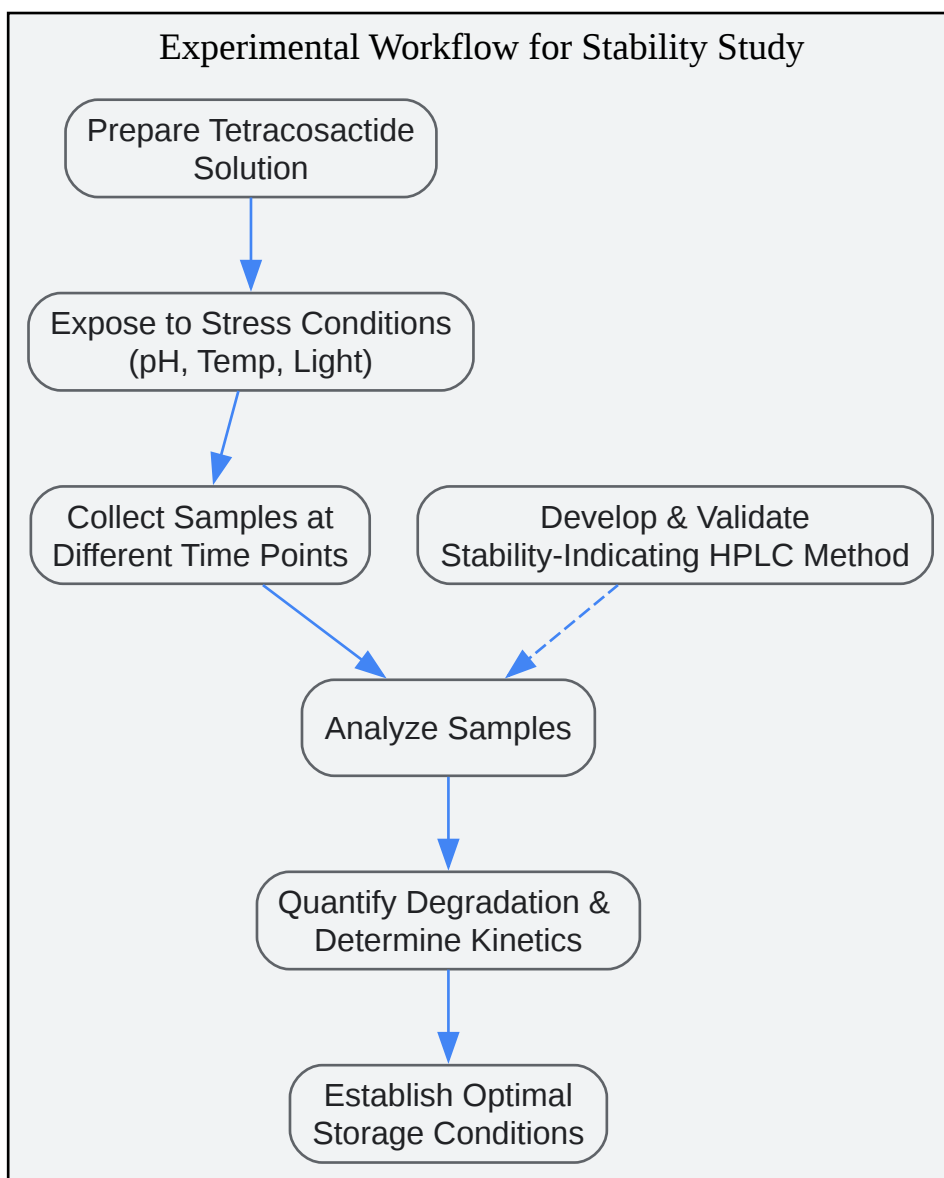 Experimental Workflow for Stability Study
Prepare Tetracosactide
Solution
Expose to Stress Conditions
(pH, Temp, Light)
Collect Samples at
Different Time Points
Develop & Validate
Stability-Indicating HPLC Method
Analyze Samples
Quantify Degradation &
Determine Kinetics
Establish Optimal
Storage Conditions